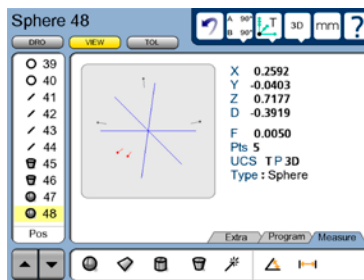 Sphere 48
A 90°
B 90°
T
3D
mm
?
DRO
VIEW
TOL
39
40
41
42
43
44
45
46
47
48
Pos
X 0.2592
Y -0.0403
Z 0.7177
D -0.3919
F 0.0050
Pts 5
UCS T P 3D
Type : Sphere
Extra
Program
Measure